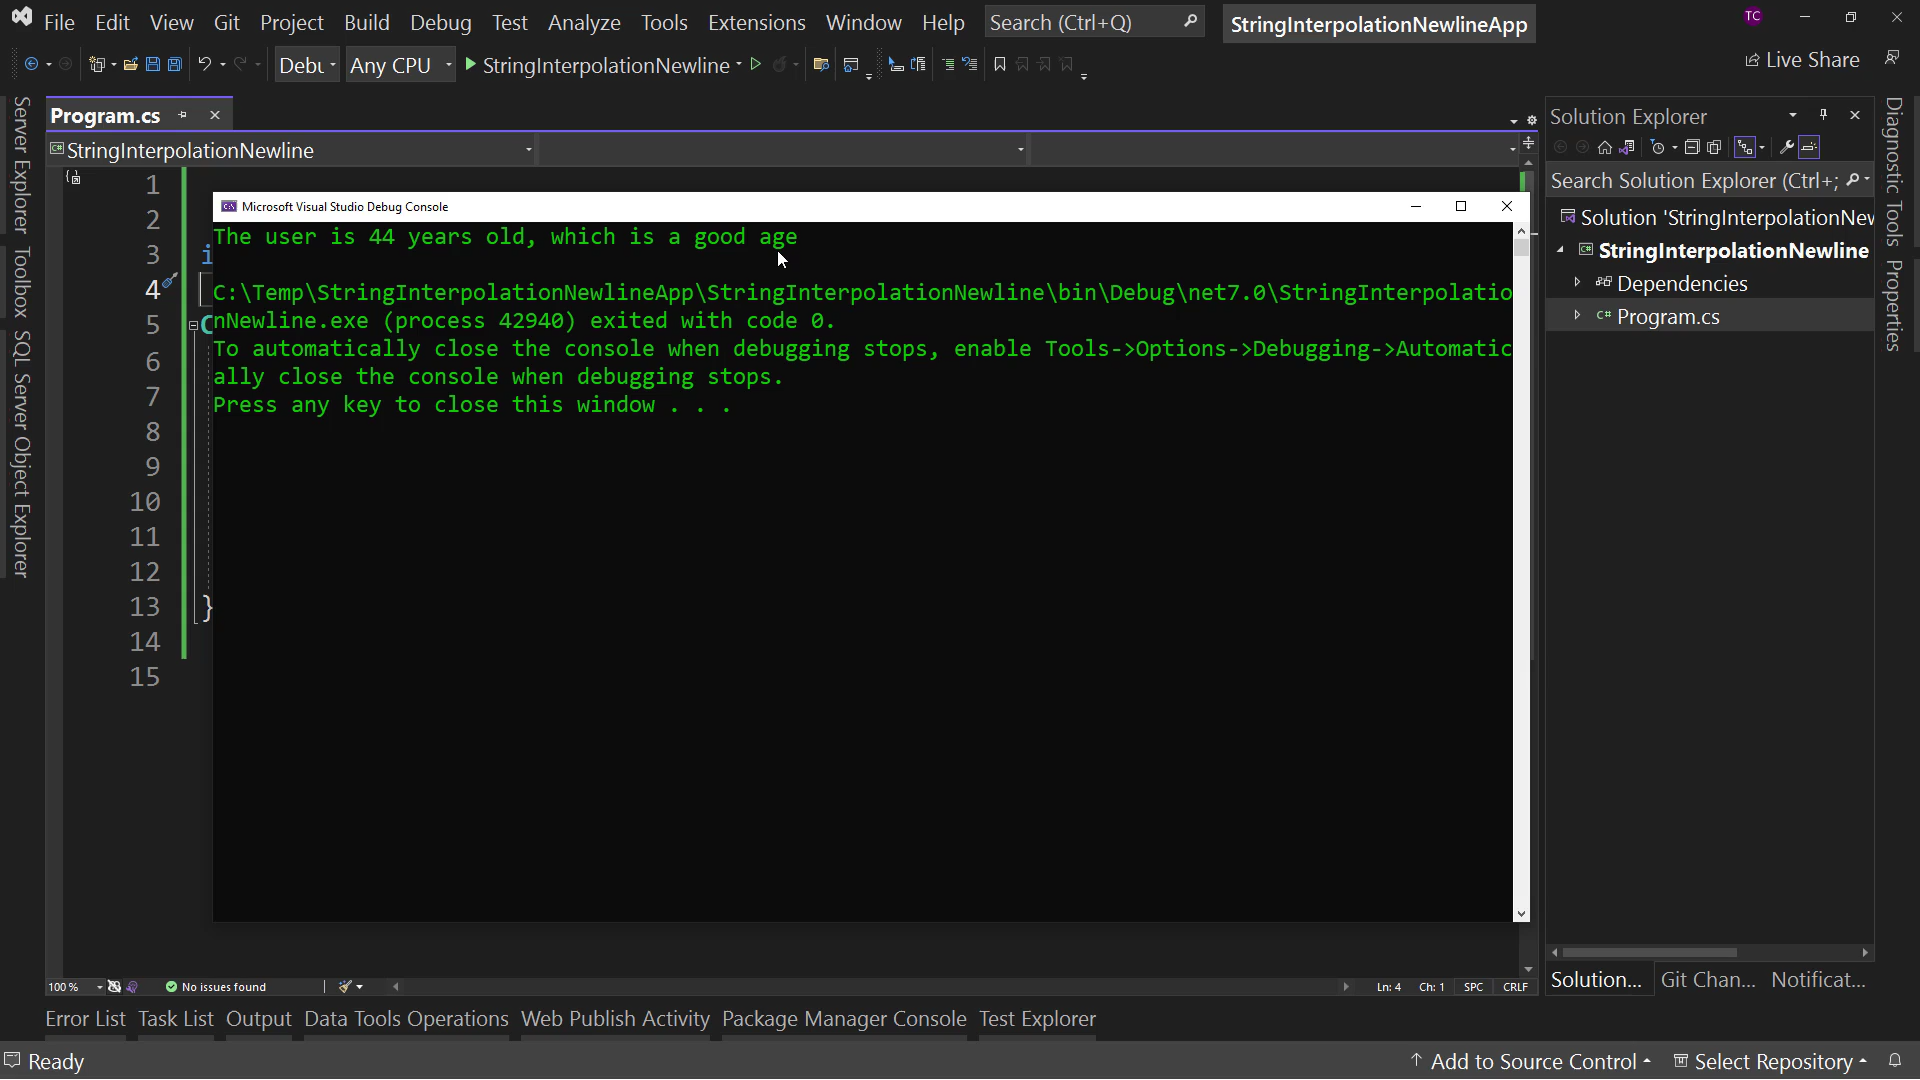 File Edit View Git Project Build Debug Test Analyze Tools Extensions Window Help Search (Ctrl+Q) StringInterpolationNewlineApp TC
Debu Any CPU StringInterpolationNewline Live Share
Server Explorer
Toolbox
SQL Server Object Explorer
Program.cs
StringInterpolationNewline
1
2
3 i
4
5 C
6
7
8
9
10
11
12
13 }
14
15
Microsoft Visual Studio Debug Console
The user is 44 years old, which is a good age
C:\Temp\StringInterpolationNewlineApp\StringInterpolationNewline\bin\Debug\net7.0\StringInterpolatio
nNewline.exe (process 42940) exited with code 0.
To automatically close the console when debugging stops, enable Tools->Options->Debugging->Automatic
ally close the console when debugging stops.
Press any key to close this window . . .
Solution Explorer
Search Solution Explorer (Ctrl+;
Solution 'StringInterpolationNew
StringInterpolationNewline
Dependencies
C# Program.cs
Diagnostic Tools
Properties
100 % No issues found Ln: 4 Ch: 1 SPC CRLF
Solution... Git Chan... Notificat...
Error List Task List Output Data Tools Operations Web Publish Activity Package Manager Console Test Explorer
Ready Add to Source Control Select Repository